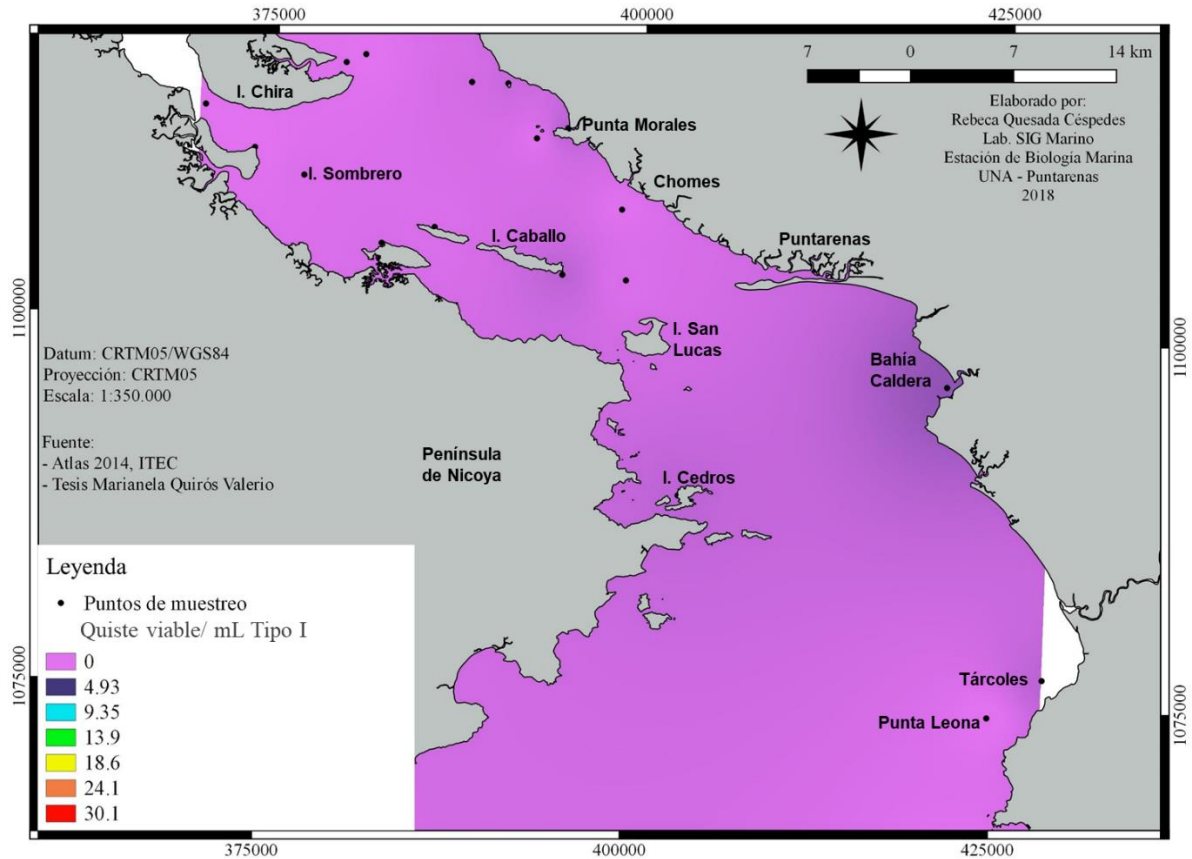 375000
400000
425000
7
0
7
14 km
Elaborado por:
Rebeca Quesada Céspedes
Lab. SIG Marino
Estación de Biología Marina
UNA - Puntarenas
2018
I. Chira
Punta Morales
I. Sombrero
Chomes
I. Caballo
Puntarenas
1100000
1100000
I. San
Lucas
Bahía
Caldera
Datum: CRTM05/WGS84
Proyección: CRTM05
Escala: 1:350.000
Fuente:
- Atlas 2014, ITEC
- Tesis Marianela Quirós Valerio
Península
de Nicoya
I. Cedros
Leyenda
Puntos de muestreo
Quiste viable/ mL Tipo I
0
4.93
9.35
13.9
18.6
24.1
30.1
Tárcoles
Punta Leona
1075000
1075000
375000
400000
425000